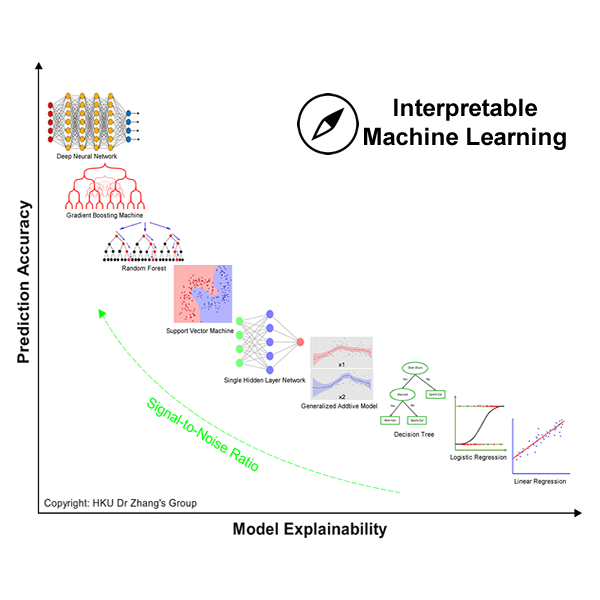 Interpretable
Machine Learning
Prediction Accuracy
Deep Neural Network
Gradient Boosting Machine
Random Forest
Support Vector Machine
Single Hidden Layer Network
x1
x2
Generalized Addtive Model
Decision Tree
Logistic Regression
Linear Regression
Signal-to-Noise Ratio
Copyright: HKU Dr Zhang's Group
Model Explainability